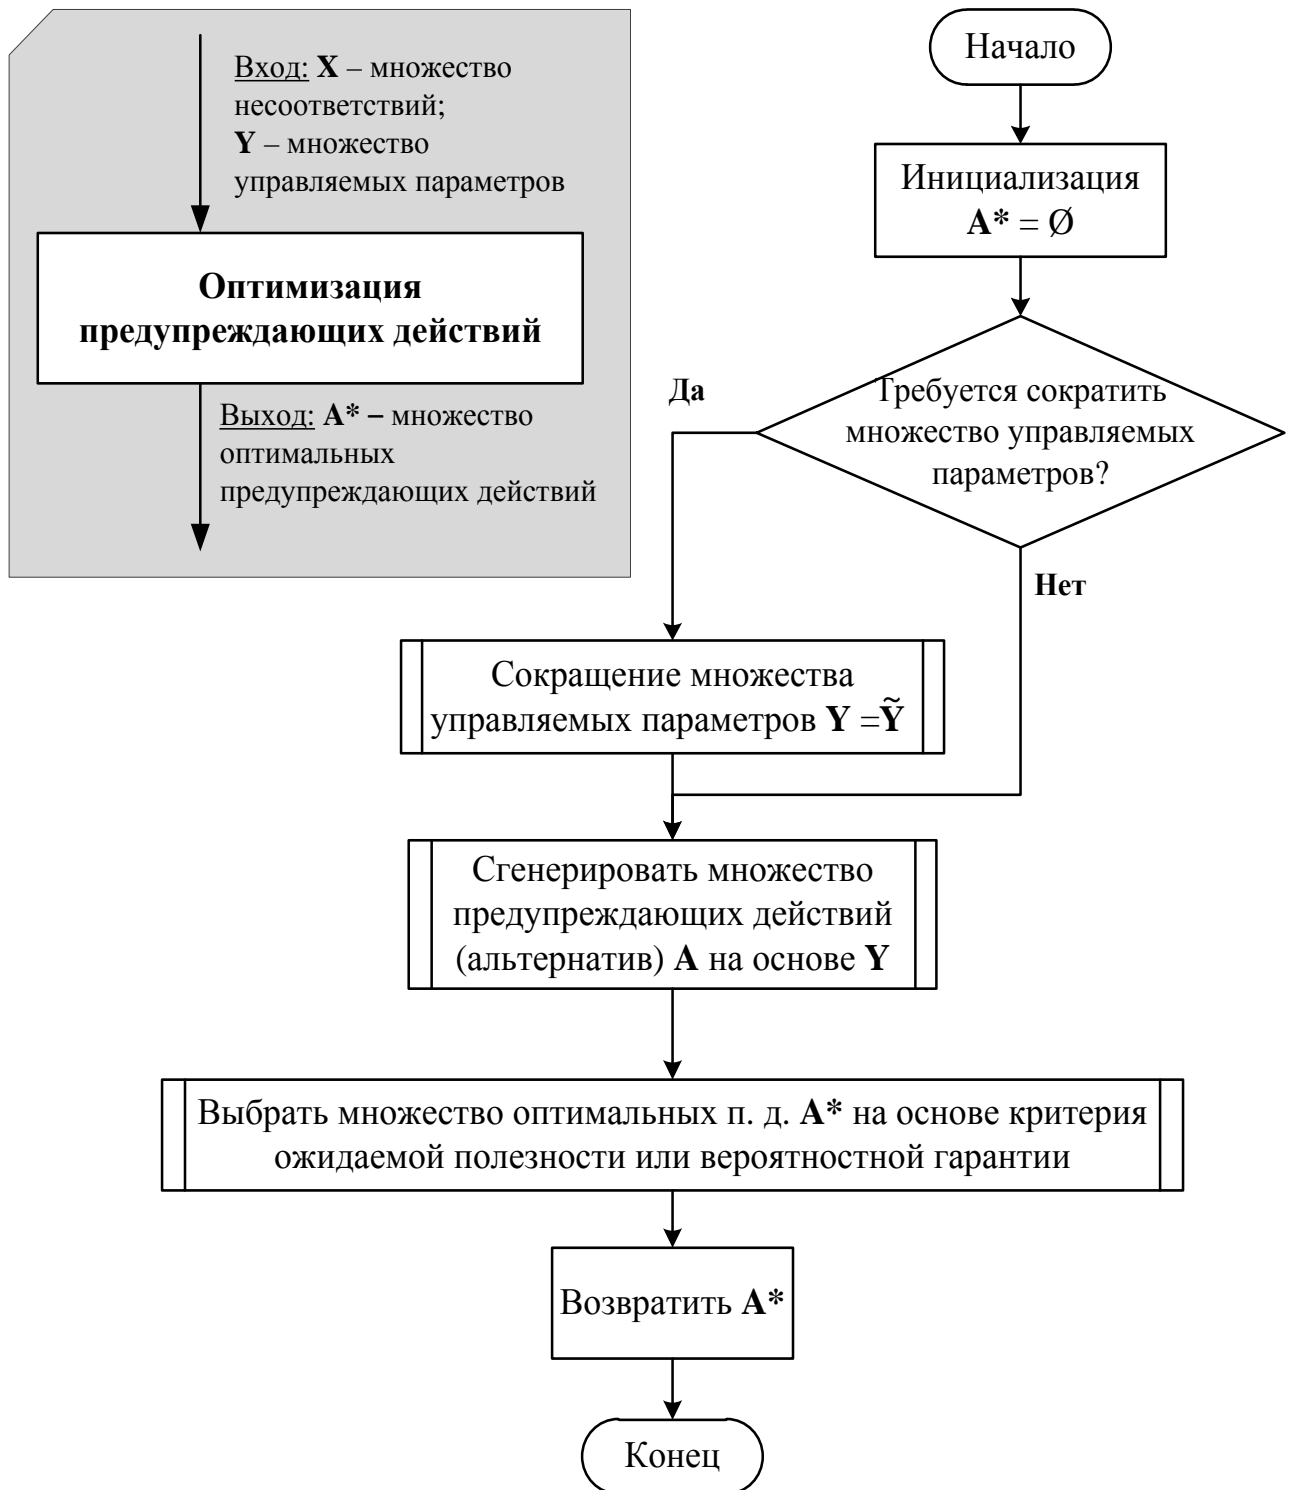 Вход: X – множество
несоответствий;
Y – множество
управляемых параметров
Оптимизация
предупреждающих действий
Выход: A* – множество
оптимальных
предупреждающих действий
Начало
Инициализация
A* = Ø
Требуется сократить
множество управляемых
параметров?
Да
Нет
Сокращение множества
управляемых параметров Y =Ỹ
Сгенерировать множество
предупреждающих действий
(альтернатив) A на основе Y
Выбрать множество оптимальных п. д. A* на основе критерия
ожидаемой полезности или вероятностной гарантии
Возвратить A*
Конец